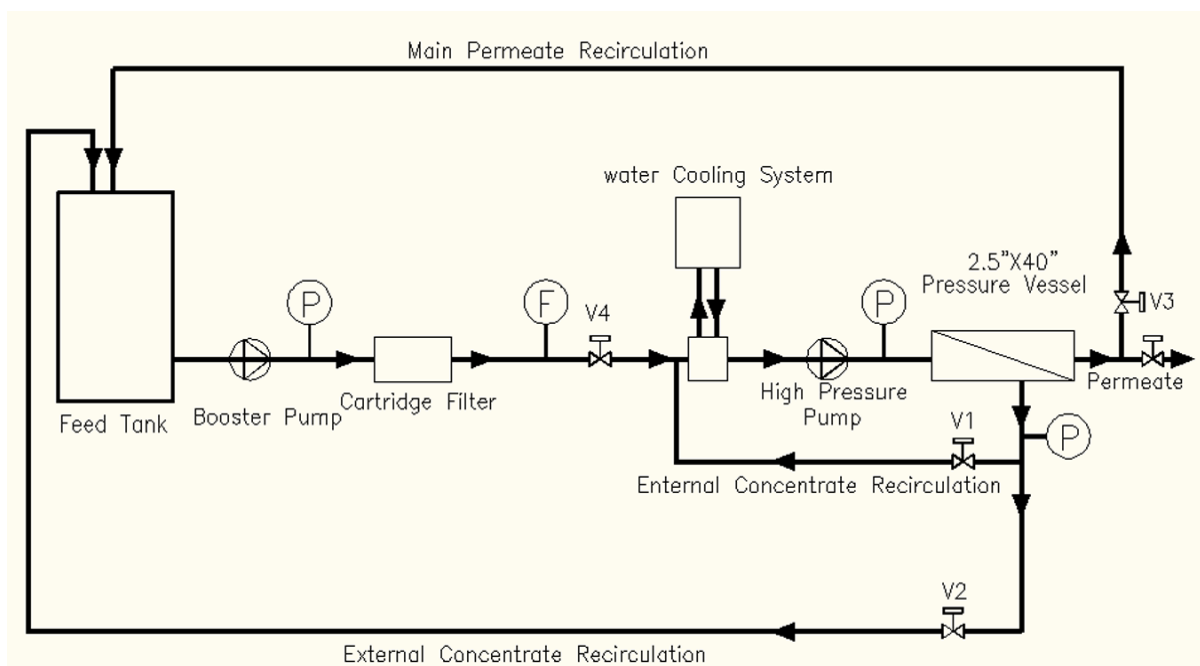 Main Permeate Recirculation
water Cooling System
2.5"X40"
Pressure Vessel
P
F
V4
P
V3
Feed Tank
Booster Pump
Cartridge Filter
High Pressure
Pump
Permeate
V1
P
Enternal Concentrate Recirculation
V2
External Concentrate Recirculation